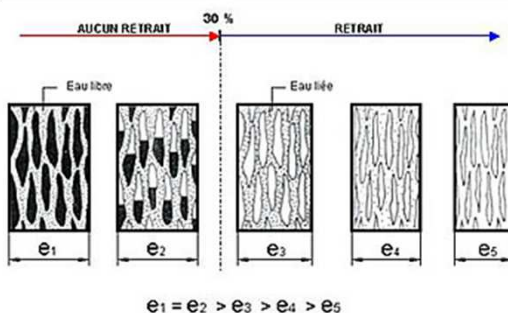 30 %
AUCUN RETRAIT
RETRAIT
Eau libre
Eau liée
e1
e2
e3
e4
e5
e1 = e2 > e3 > e4 > e5